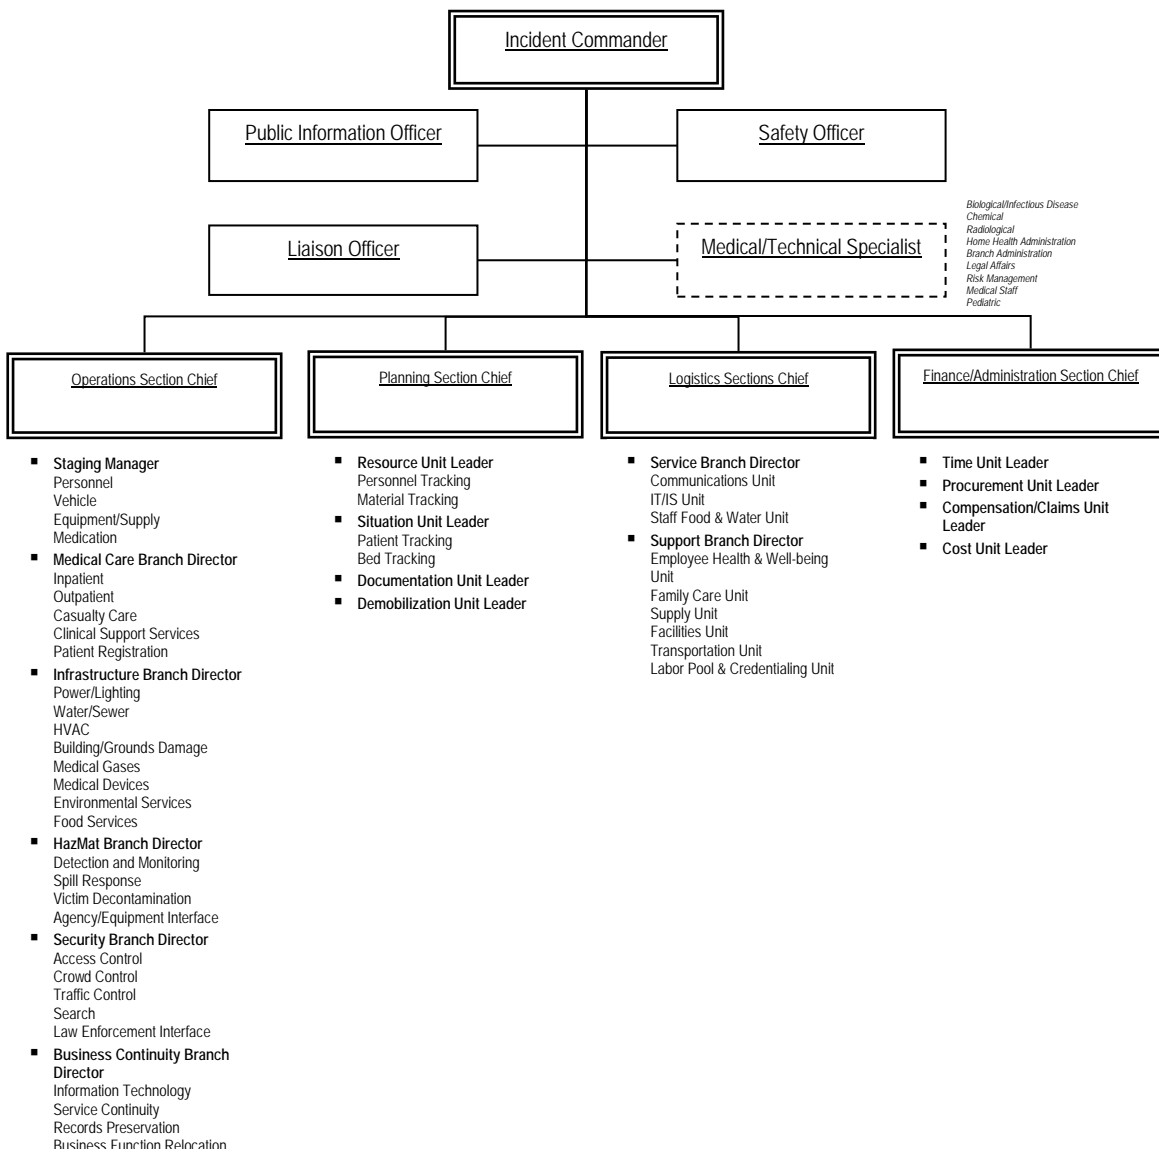 Incident Commander
Public Information Officer
Safety Officer
Liaison Officer
Medical/Technical Specialist
Biological/Infectious Disease
Chemical
Radiological
Home Health Administration
Branch Administration
Legal Affairs
Risk Management
Medical Staff
Pediatric
Operations Section Chief
Planning Section Chief
Logistics Sections Chief
Finance/Administration Section Chief
▪ Staging Manager
Personnel
Vehicle
Equipment/Supply
Medication
▪ Medical Care Branch Director
Inpatient
Outpatient
Casualty Care
Clinical Support Services
Patient Registration
▪ Infrastructure Branch Director
Power/Lighting
Water/Sewer
HVAC
Building/Grounds Damage
Medical Gases
Medical Devices
Environmental Services
Food Services
▪ HazMat Branch Director
Detection and Monitoring
Spill Response
Victim Decontamination
Agency/Equipment Interface
▪ Security Branch Director
Access Control
Crowd Control
Traffic Control
Search
Law Enforcement Interface
▪ Business Continuity Branch
Director
Information Technology
Service Continuity
Records Preservation
Business Function Relocation
▪ Resource Unit Leader
Personnel Tracking
Material Tracking
▪ Situation Unit Leader
Patient Tracking
Bed Tracking
▪ Documentation Unit Leader
▪ Demobilization Unit Leader
▪ Service Branch Director
Communications Unit
IT/IS Unit
Staff Food & Water Unit
▪ Support Branch Director
Employee Health & Well-being
Unit
Family Care Unit
Supply Unit
Facilities Unit
Transportation Unit
Labor Pool & Credentialing Unit
▪ Time Unit Leader
▪ Procurement Unit Leader
▪ Compensation/Claims Unit
Leader
▪ Cost Unit Leader